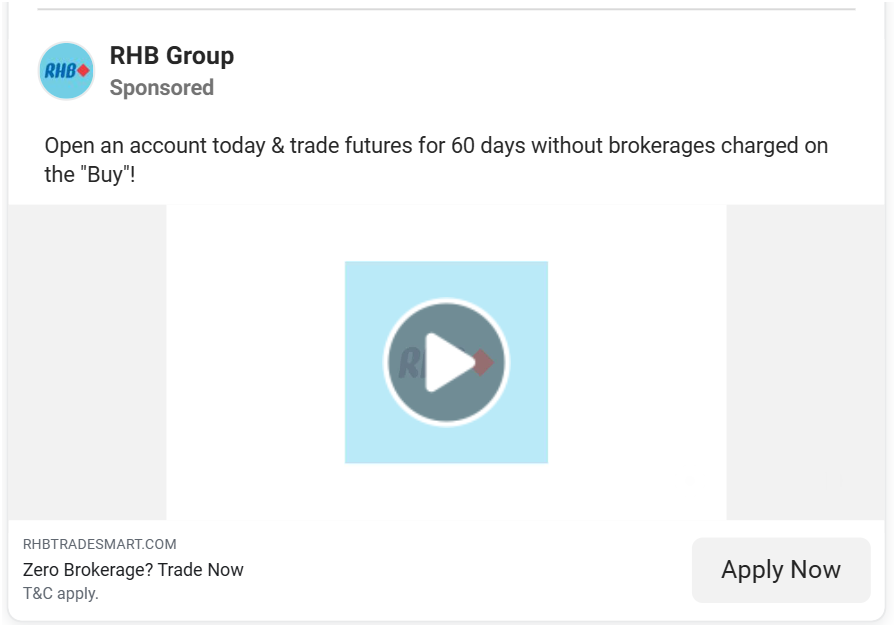 RHB
RHB Group
Sponsored
Open an account today & trade futures for 60 days without brokerages charged on
the "Buy"!
RHBTRADESMART.COM
Zero Brokerage? Trade Now
T&C apply.
Apply Now